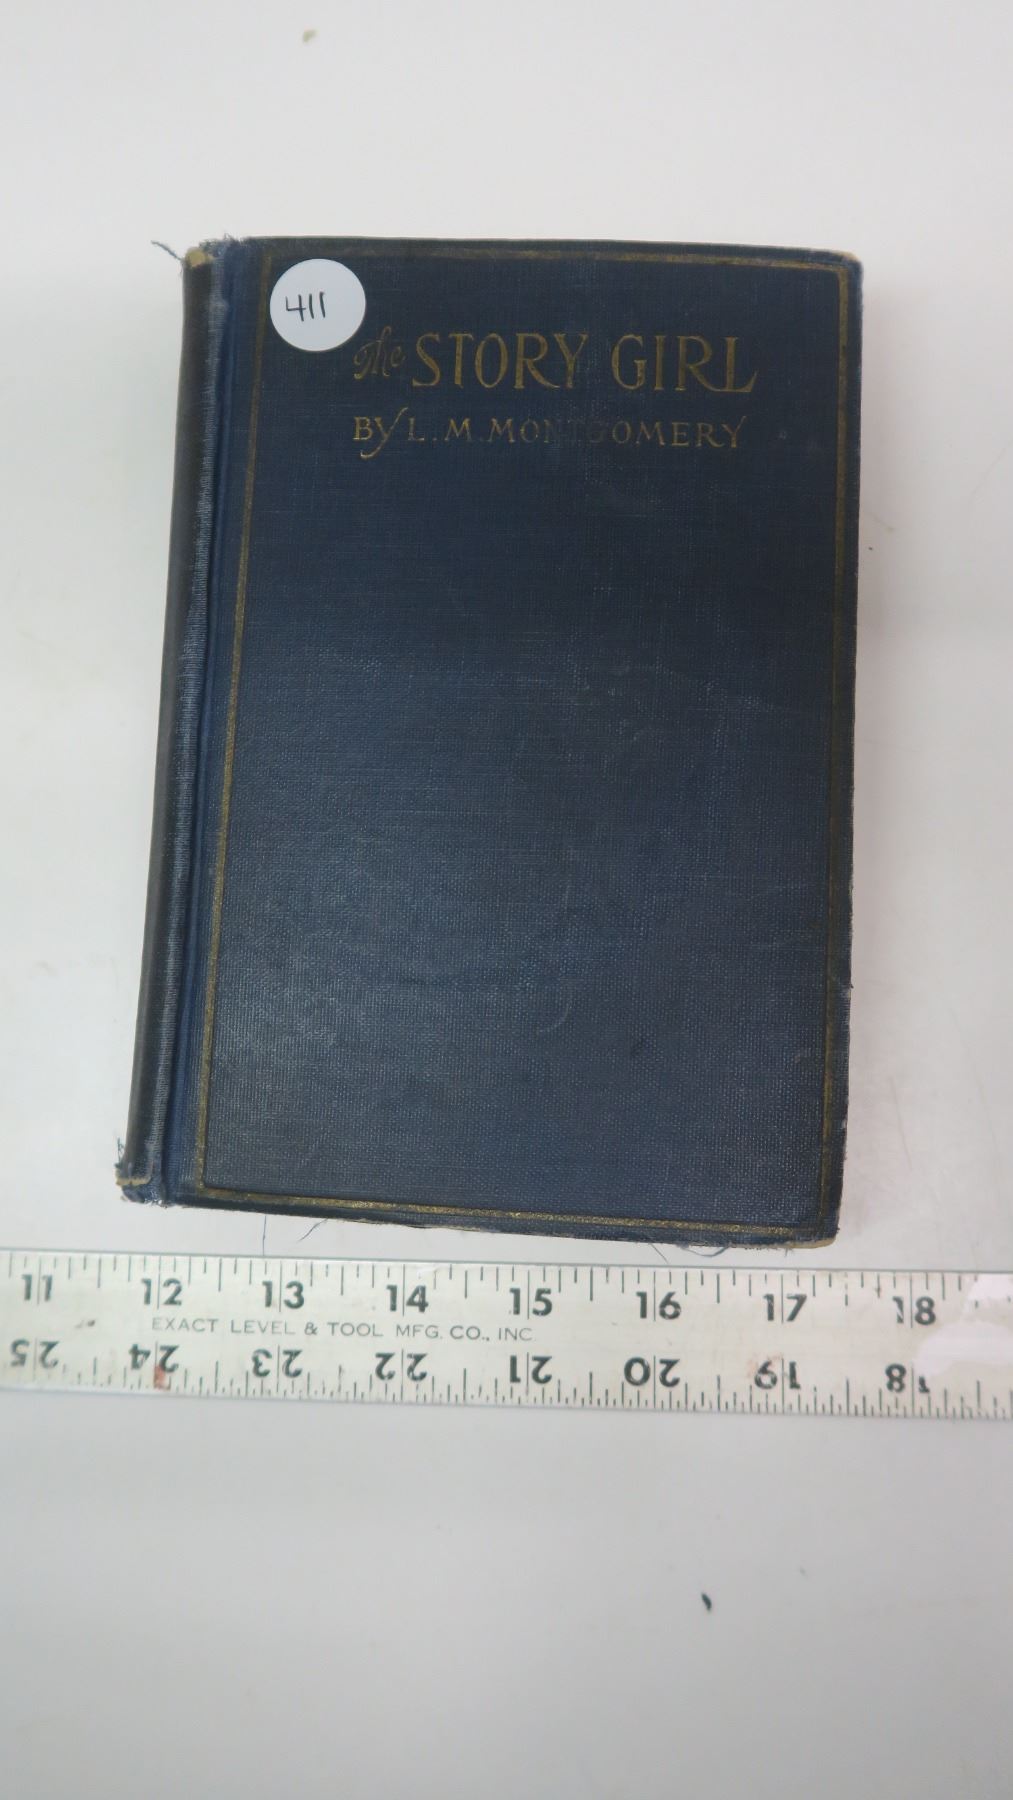 411
The STORY GIRL
BY L. M. MONTGOMERY
11 12 13 14 15 16 17 18
EXACT LEVEL & TOOL MFG. CO., INC.
25 24 23 22 21 20 19 18